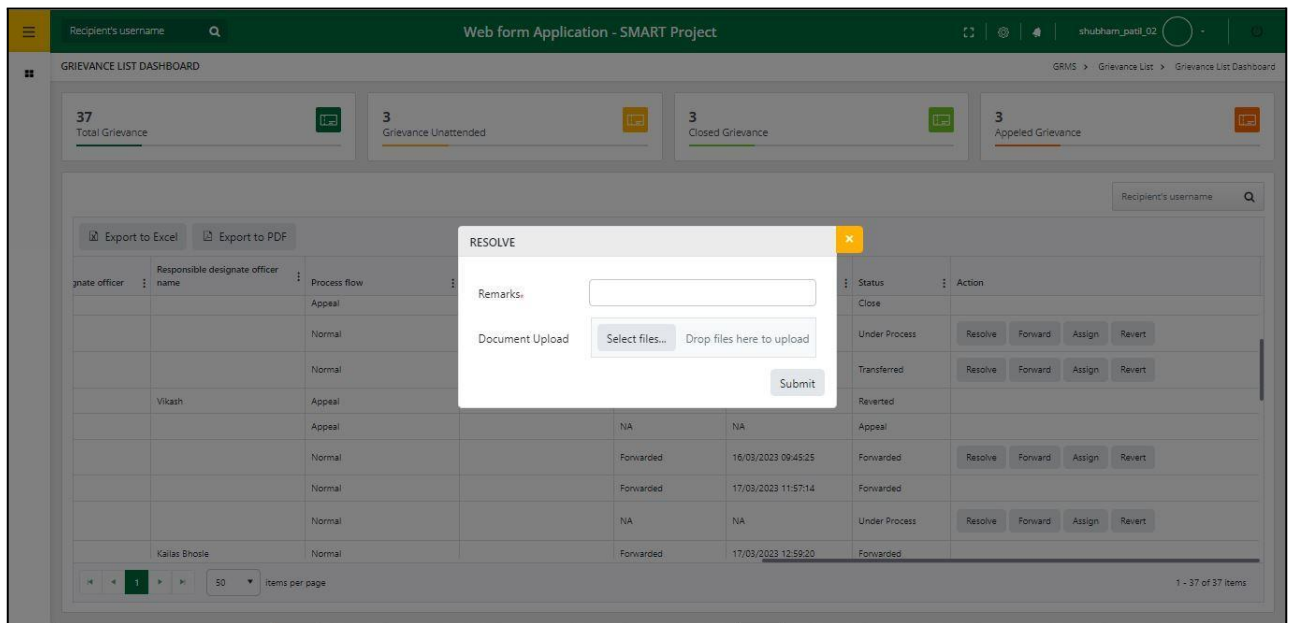 Recipient's username Web form Application - SMART Project shubham_patil_02
GRIEVANCE LIST DASHBOARD GRMS > Grievance List > Grievance List Dashboard
37 3 3 3
Total Grievance Grievance Unattended Closed Grievance Appeled Grievance
Recipient's username
Export to Excel Export to PDF
RESOLVE ×
Remarks*
Document Upload Select files... Drop files here to upload
Submit
gnate officer Responsible designate officer name Process flow Status Action
Appeal Close
Normal Under Process Resolve Forward Assign Revert
Normal Transferred Resolve Forward Assign Revert
Vikash Appeal Reverted
Appeal NA NA Appeal
Normal Forwarded 16/03/2023 09:45:25 Forwarded Resolve Forward Assign Revert
Normal Forwarded 17/03/2023 11:57:14 Forwarded
Normal NA NA Under Process Resolve Forward Assign Revert
Kailas Bhosle Normal Forwarded 17/03/2023 12:59:20 Forwarded
1 50 items per page 1 - 37 of 37 items